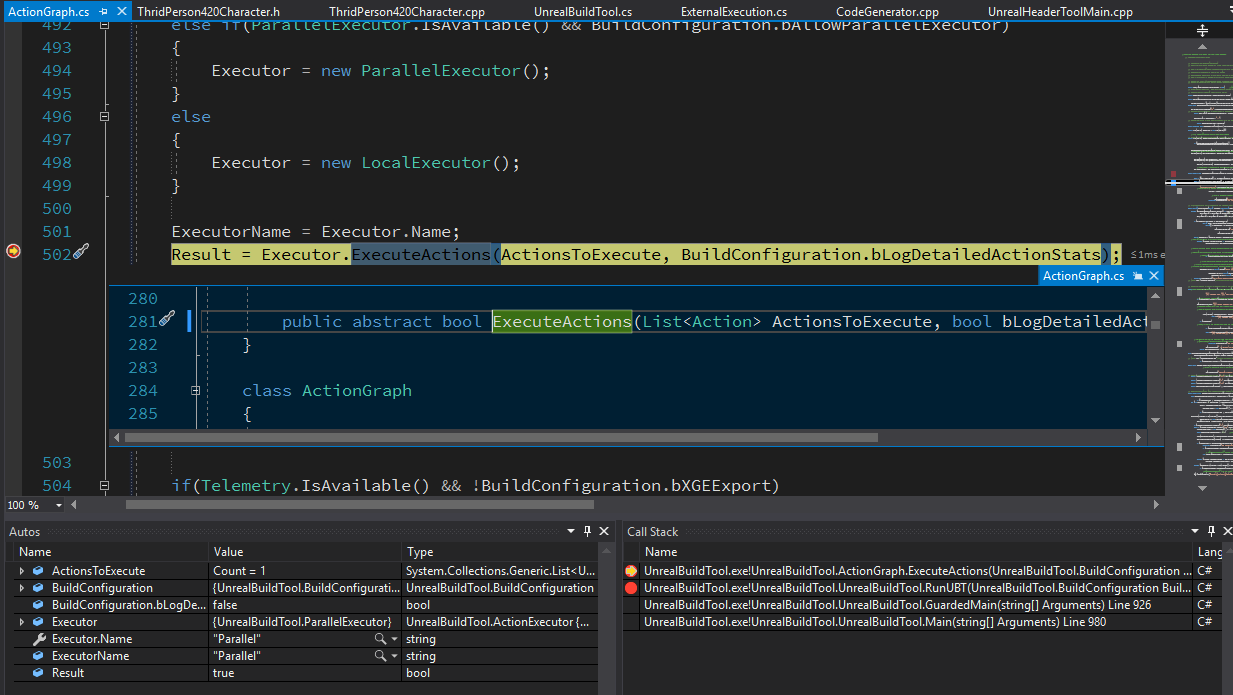 ActionGraph.cs ThridPerson420Character.h ThridPerson420Character.cpp UnrealBuildTool.cs ExternalExecution.cs CodeGenerator.cpp UnrealHeaderToolMain.cpp
492 else if(ParallelExecutor.IsAvailable() && BuildConfiguration.bAllowParallelExecutor)
493 {
494 Executor = new ParallelExecutor();
495 }
496 else
497 {
498 Executor = new LocalExecutor();
499 }
500
501 ExecutorName = Executor.Name;
502 Result = Executor.ExecuteActions(ActionsToExecute, BuildConfiguration.bLogDetailedActionStats); ≤1ms e
ActionGraph.cs
280
281 public abstract bool ExecuteActions(List<Action> ActionsToExecute, bool bLogDetailedAct
282 }
283
284 class ActionGraph
285 {
503
504 if(Telemetry.IsAvailable() && !BuildConfiguration.bXGEExport)
100 %
Autos
Name Value Type
ActionsToExecute Count = 1 System.Collections.Generic.List<U...
BuildConfiguration {UnrealBuildTool.BuildConfigurati... UnrealBuildTool.BuildConfiguration
BuildConfiguration.bLogDe... false bool
Executor {UnrealBuildTool.ParallelExecutor} UnrealBuildTool.ActionExecutor {...
Executor.Name "Parallel" string
ExecutorName "Parallel" string
Result true bool
Call Stack
Name Lang
UnrealBuildTool.exe!UnrealBuildTool.ActionGraph.ExecuteActions(UnrealBuildTool.BuildConfiguration ... C#
UnrealBuildTool.exe!UnrealBuildTool.UnrealBuildTool.RunUBT(UnrealBuildTool.BuildConfiguration Buil... C#
UnrealBuildTool.exe!UnrealBuildTool.UnrealBuildTool.GuardedMain(string[] Arguments) Line 926 C#
UnrealBuildTool.exe!UnrealBuildTool.UnrealBuildTool.Main(string[] Arguments) Line 980 C#